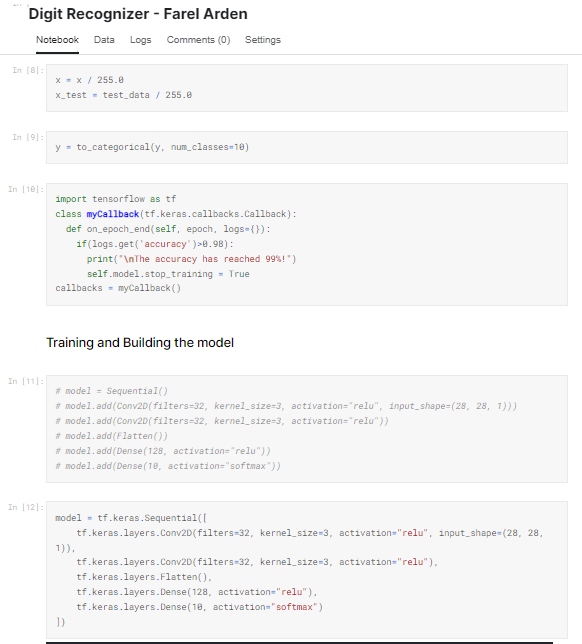 Digit Recognizer - Farel Arden
Notebook Data Logs Comments (0) Settings
In [8]:
x = x / 255.0
x_test = test_data / 255.0
In [9]:
y = to_categorical(y, num_classes=10)
In [10]:
import tensorflow as tf
class myCallback(tf.keras.callbacks.Callback):
  def on_epoch_end(self, epoch, logs={}):
    if(logs.get('accuracy')>0.98):
      print("\nThe accuracy has reached 99%!")
      self.model.stop_training = True
callbacks = myCallback()
Training and Building the model
In [11]:
# model = Sequential()
# model.add(Conv2D(filters=32, kernel_size=3, activation="relu", input_shape=(28, 28, 1)))
# model.add(Conv2D(filters=32, kernel_size=3, activation="relu"))
# model.add(Flatten())
# model.add(Dense(128, activation="relu"))
# model.add(Dense(10, activation="softmax"))
In [12]:
model = tf.keras.Sequential([
    tf.keras.layers.Conv2D(filters=32, kernel_size=3, activation="relu", input_shape=(28, 28,
1)),
    tf.keras.layers.Conv2D(filters=32, kernel_size=3, activation="relu"),
    tf.keras.layers.Flatten(),
    tf.keras.layers.Dense(128, activation="relu"),
    tf.keras.layers.Dense(10, activation="softmax")
])